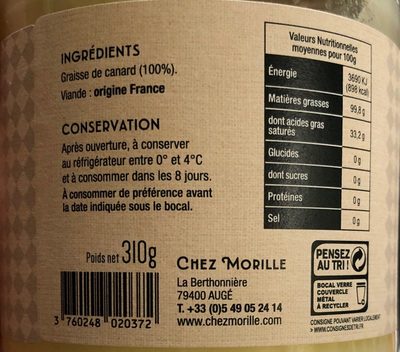 INGRÉDIENTS
Graisse de canard (100%).
Viande : origine France
CONSERVATION
Après ouverture, à conserver
au réfrigérateur entre 0° et 4°C
et à consommer dans les 8 jours.
À consommer de préférence avant
la date indiquée sous le bocal.
Valeurs Nutritionnelles
moyennes pour 100g
Énergie 3690 KJ
(898 kcal)
Matières grasses 99,8 g
dont acides gras
saturés 33,2 g
Glucides 0 g
dont sucres 0 g
Protéines 0 g
Sel 0 g
Poids net 310g
3 760248 020372
CHEZ MORILLE
La Berthonnière
79400 AUGÉ
T. +33 (0)5 49 05 24 14
www.chezmorille.com
PENSEZ
AU TRI !
BOCAL VERRE
COUVERCLE
MÉTAL
À RECYCLER
CONSIGNE POUVANT VARIER LOCALEMENT
> WWW.CONSIGNESDETRI.FR